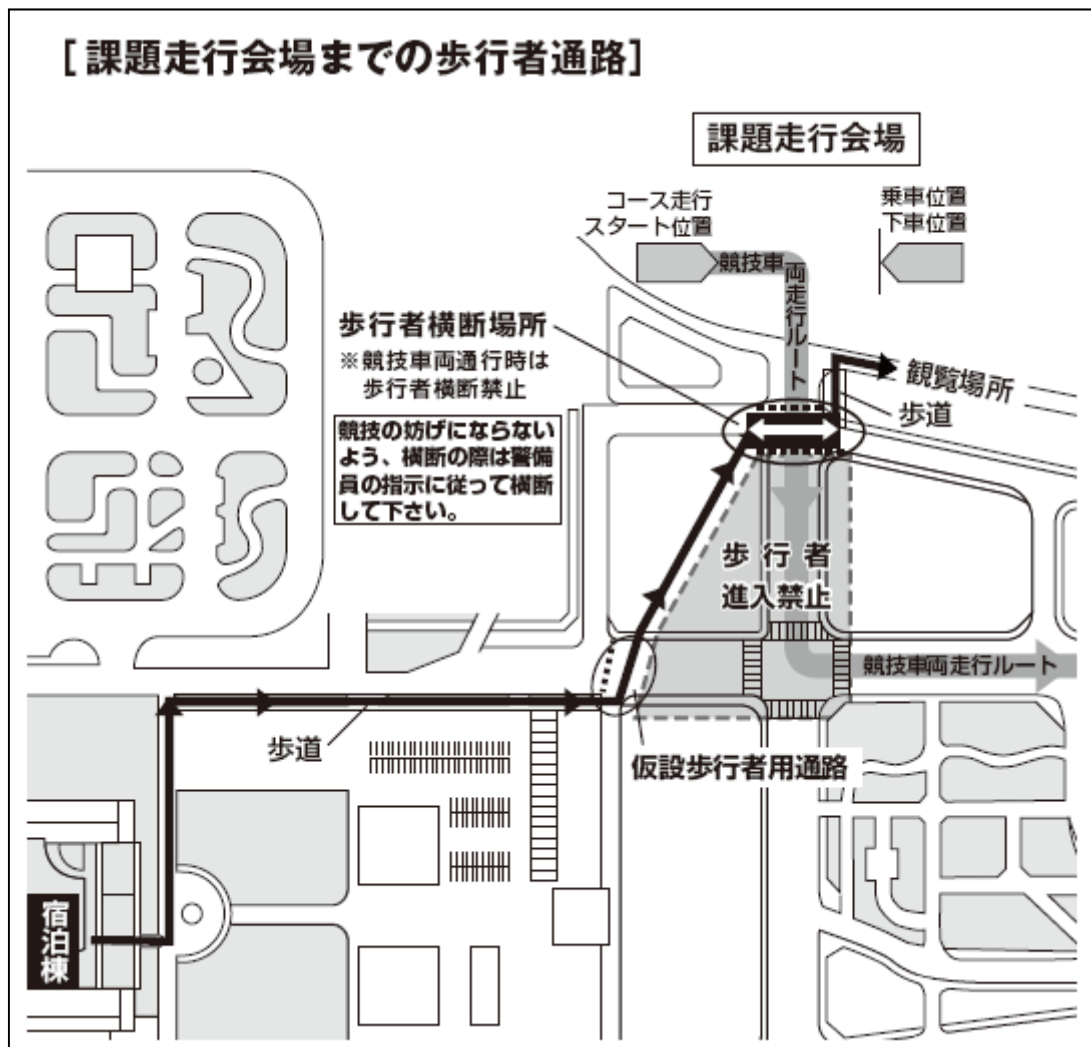 [課題走行会場までの歩行者通路]
課題走行会場
コース走行
スタート位置
乗車位置
下車位置
競技車
両走行ルート
歩行者横断場所
※競技車両通行時は
歩行者横断禁止
観覧場所
歩道
競技の妨げにならない
よう、横断の際は警備
員の指示に従って横断
して下さい。
歩行者
進入禁止
競技車両走行ルート
歩道
仮設歩行者用通路
宿泊棟